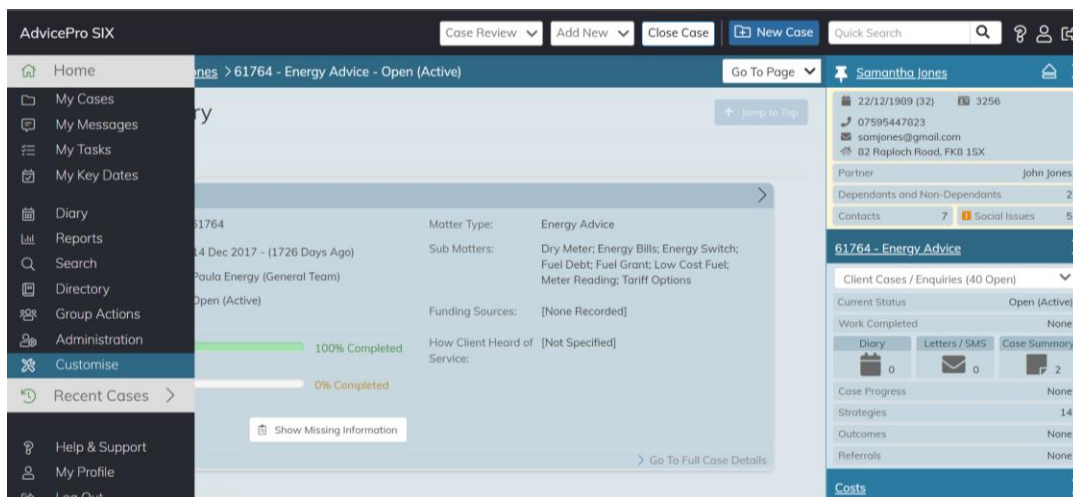 AdvicePro SIX
Case Review
Add New
Close Case
New Case
Quick Search
Home
My Cases
My Messages
My Tasks
My Key Dates
Diary
Reports
Search
Directory
Group Actions
Administration
Customise
Recent Cases
Help & Support
My Profile
Log Out
nes > 61764 - Energy Advice - Open (Active)
Go To Page
ry
Jump to Top
61764
14 Dec 2017 - (1726 Days Ago)
Paula Energy (General Team)
Open (Active)
100% Completed
0% Completed
Show Missing Information
Matter Type: Energy Advice
Sub Matters: Dry Meter; Energy Bills; Energy Switch;
Fuel Debt; Fuel Grant; Low Cost Fuel;
Meter Reading; Tariff Options
Funding Sources: [None Recorded]
How Client Heard of [Not Specified]
Service:
Go To Full Case Details
Samantha Jones
22/12/1989 (32) 3256
07595447823
samjones@gmail.com
82 Raploch Road, FK8 1SX
Partner John Jones
Dependants and Non-Dependants 2
Contacts 7 Social Issues 5
61764 - Energy Advice
Client Cases / Enquiries (40 Open)
Current Status Open (Active)
Work Completed None
Diary Letters / SMS Case Summary
0 0 2
Case Progress None
Strategies 14
Outcomes None
Referrals None
Costs